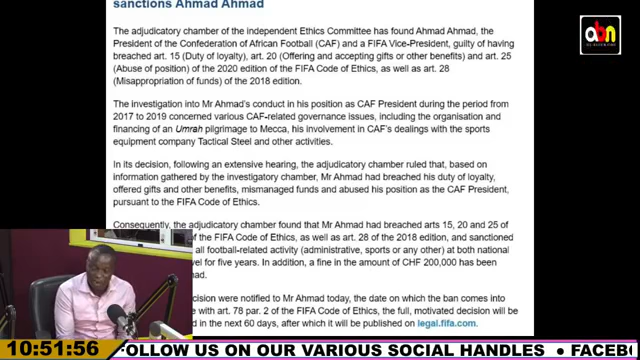 sanctions Ahmad Ahmad
abn
The adjudicatory chamber of the independent Ethics Committee has found Ahmad Ahmad, the
President of the Confederation of African Football (CAF) and a FIFA Vice-President, guilty of having
breached art. 15 (Duty of loyalty), art. 20 (Offering and accepting gifts or other benefits) and art. 25
(Abuse of position) of the 2020 edition of the FIFA Code of Ethics, as well as art. 28
(Misappropriation of funds) of the 2018 edition.
The investigation into Mr Ahmad's conduct in his position as CAF President during the period from
2017 to 2019 concerned various CAF-related governance issues, including the organisation and
financing of an Umrah pilgrimage to Mecca, his involvement in CAF's dealings with the sports
equipment company Tactical Steel and other activities.
In its decision, following an extensive hearing, the adjudicatory chamber ruled that, based on
information gathered by the investigatory chamber, Mr Ahmad had breached his duty of loyalty,
offered gifts and other benefits, mismanaged funds and abused his position as the CAF President,
pursuant to the FIFA Code of Ethics.
Consequently, the adjudicatory chamber found that Mr Ahmad had breached arts 15, 20 and 25 of
of the FIFA Code of Ethics, as well as art. 28 of the 2018 edition, and sanctioned
all football-related activity (administrative, sports or any other) at both national
vel for five years. In addition, a fine in the amount of CHF 200,000 has been
mad.
cision were notified to Mr Ahmad today, the date on which the ban comes into
e with art. 78 par. 2 of the FIFA Code of Ethics, the full, motivated decision will be
d in the next 60 days, after which it will be published on legal.fifa.com.
10:51:56 FOLLOW US ON OUR VARIOUS SOCIAL HANDLES • FACEBO